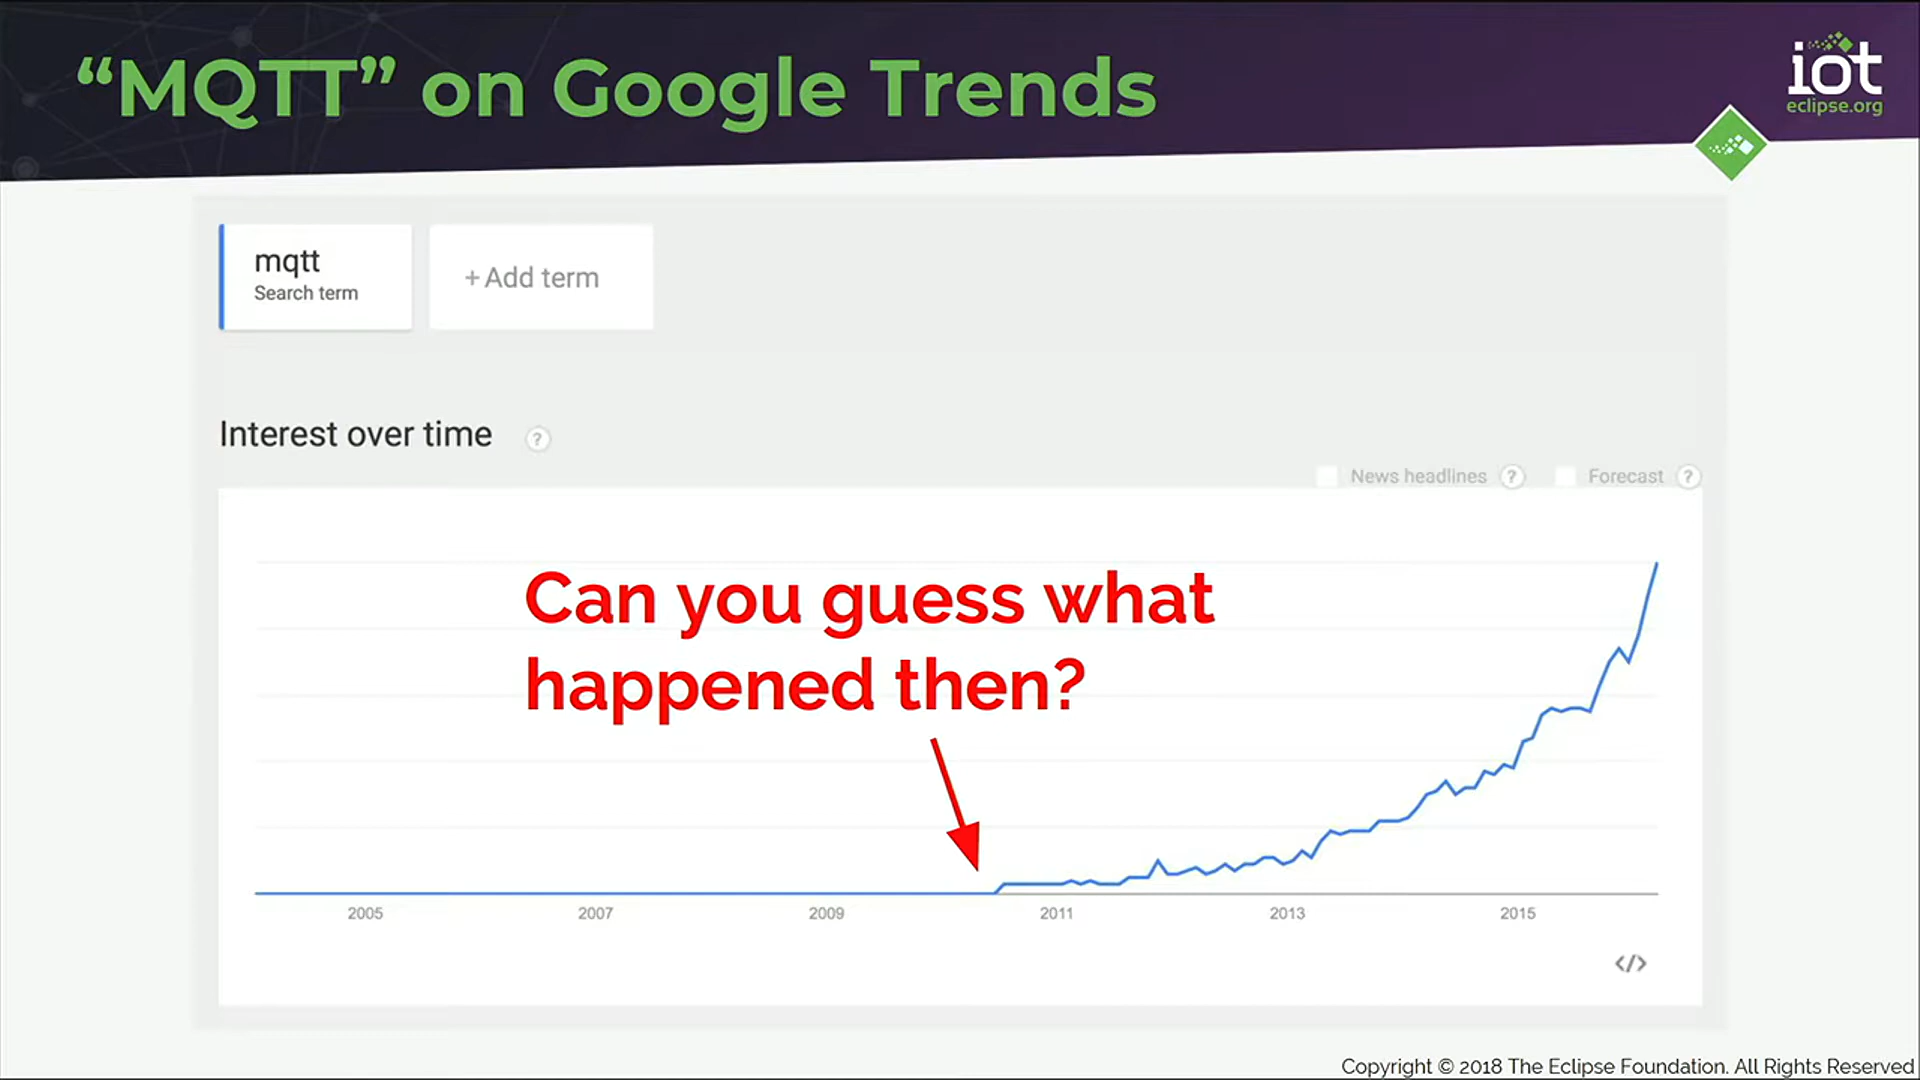 “MQTT” on Google Trends
iot
eclipse.org
mqtt
Search term
+ Add term
Interest over time ?
News headlines ? Forecast ?
Can you guess what
happened then?
2005 2007 2009 2011 2013 2015
</>
Copyright © 2018 The Eclipse Foundation. All Rights Reserved